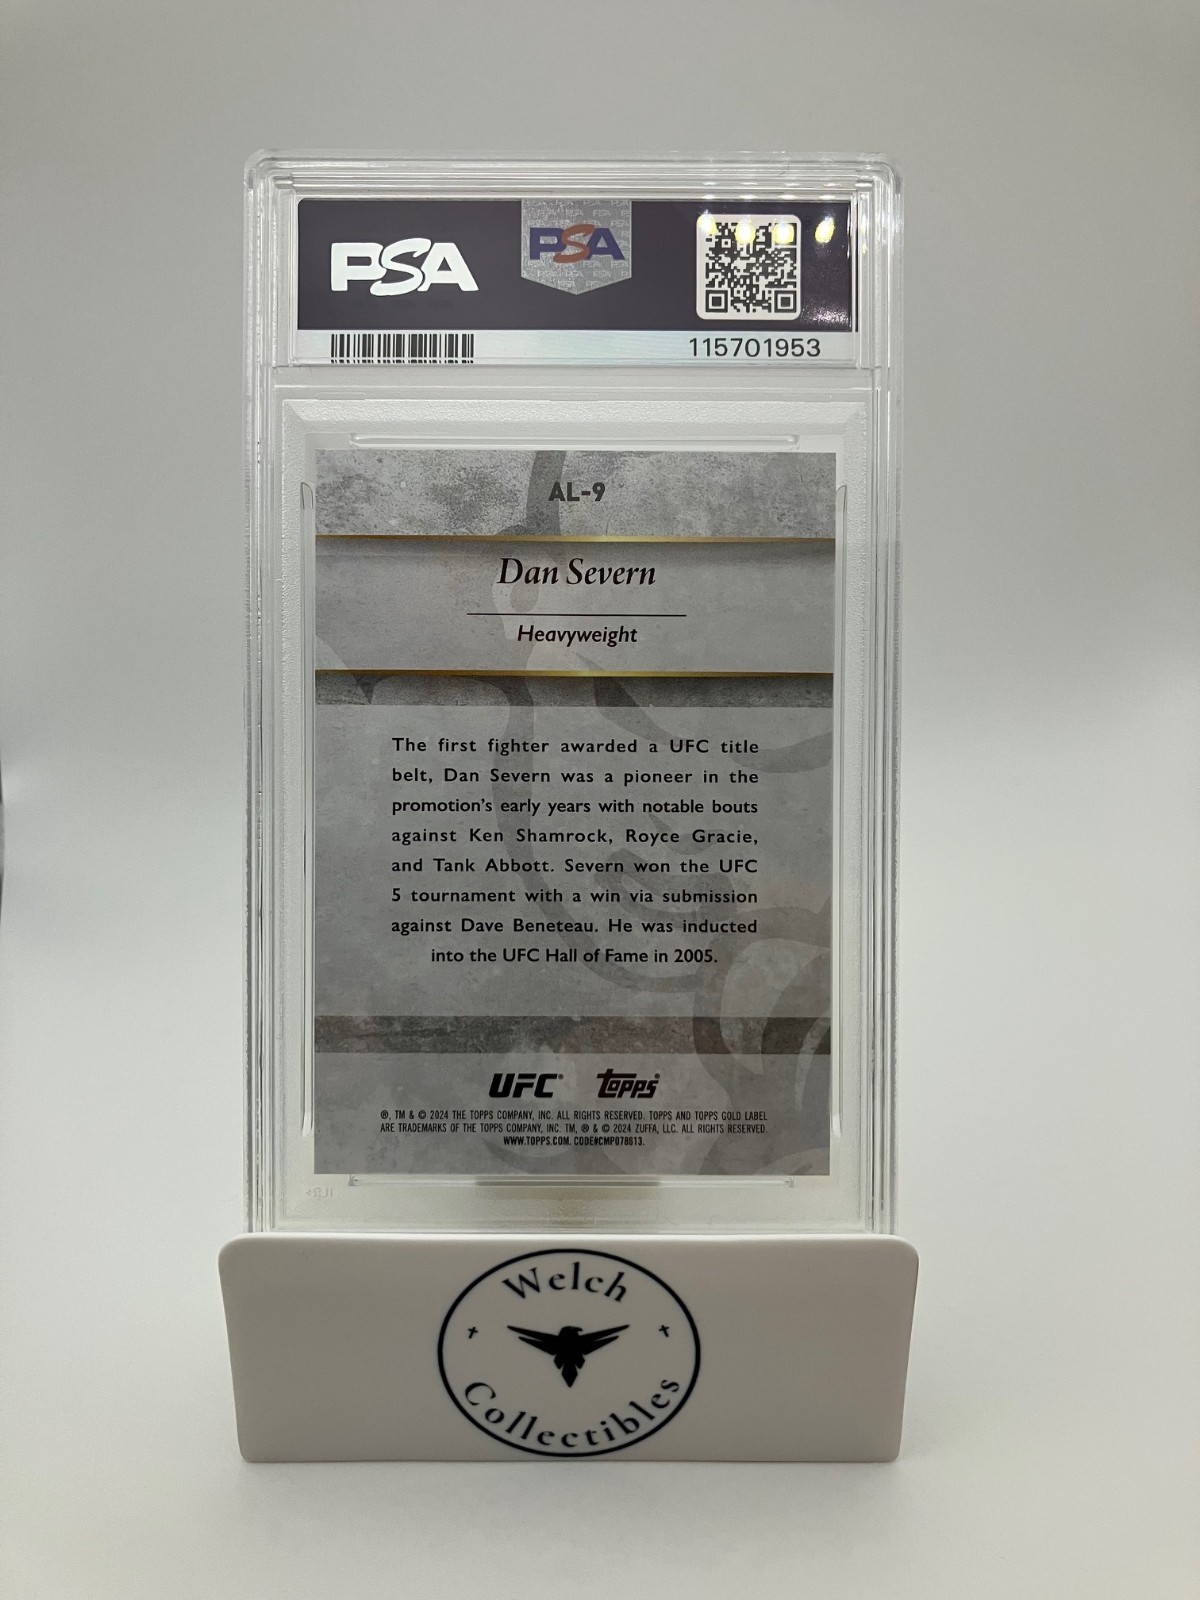 PSA
PSA
115701953
AL-9
Dan Severn
Heavyweight
The first fighter awarded a UFC title
belt, Dan Severn was a pioneer in the
promotion's early years with notable bouts
against Ken Shamrock, Royce Gracie,
and Tank Abbott. Severn won the UFC
5 tournament with a win via submission
against Dave Beneteau. He was inducted
into the UFC Hall of Fame in 2005.
UFC® Topps®
®, TM & © 2024 THE TOPPS COMPANY, INC. ALL RIGHTS RESERVED. TOPPS AND TOPPS GOLD LABEL
ARE TRADEMARKS OF THE TOPPS COMPANY, INC. TM, ® & © 2024 ZUFFA, LLC. ALL RIGHTS RESERVED.
WWW.TOPPS.COM. CODE#CMP078613.
Welch
Collectibles